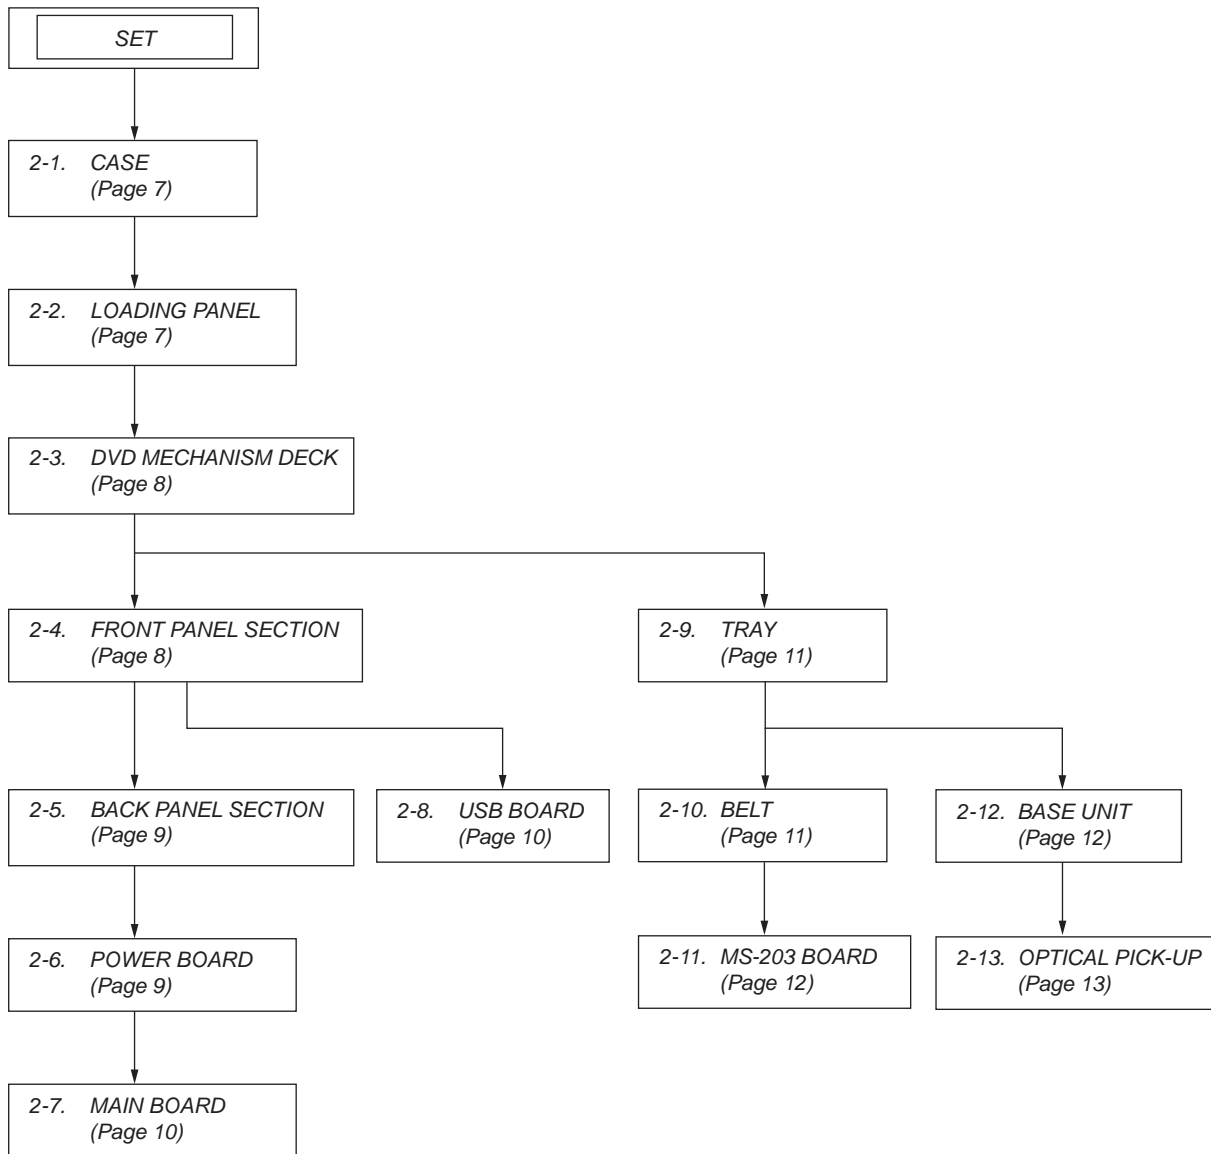 SET
2-1. CASE
(Page 7)
2-2. LOADING PANEL
(Page 7)
2-3. DVD MECHANISM DECK
(Page 8)
2-4. FRONT PANEL SECTION
(Page 8)
2-9. TRAY
(Page 11)
2-5. BACK PANEL SECTION
(Page 9)
2-8. USB BOARD
(Page 10)
2-10. BELT
(Page 11)
2-12. BASE UNIT
(Page 12)
2-6. POWER BOARD
(Page 9)
2-11. MS-203 BOARD
(Page 12)
2-13. OPTICAL PICK-UP
(Page 13)
2-7. MAIN BOARD
(Page 10)